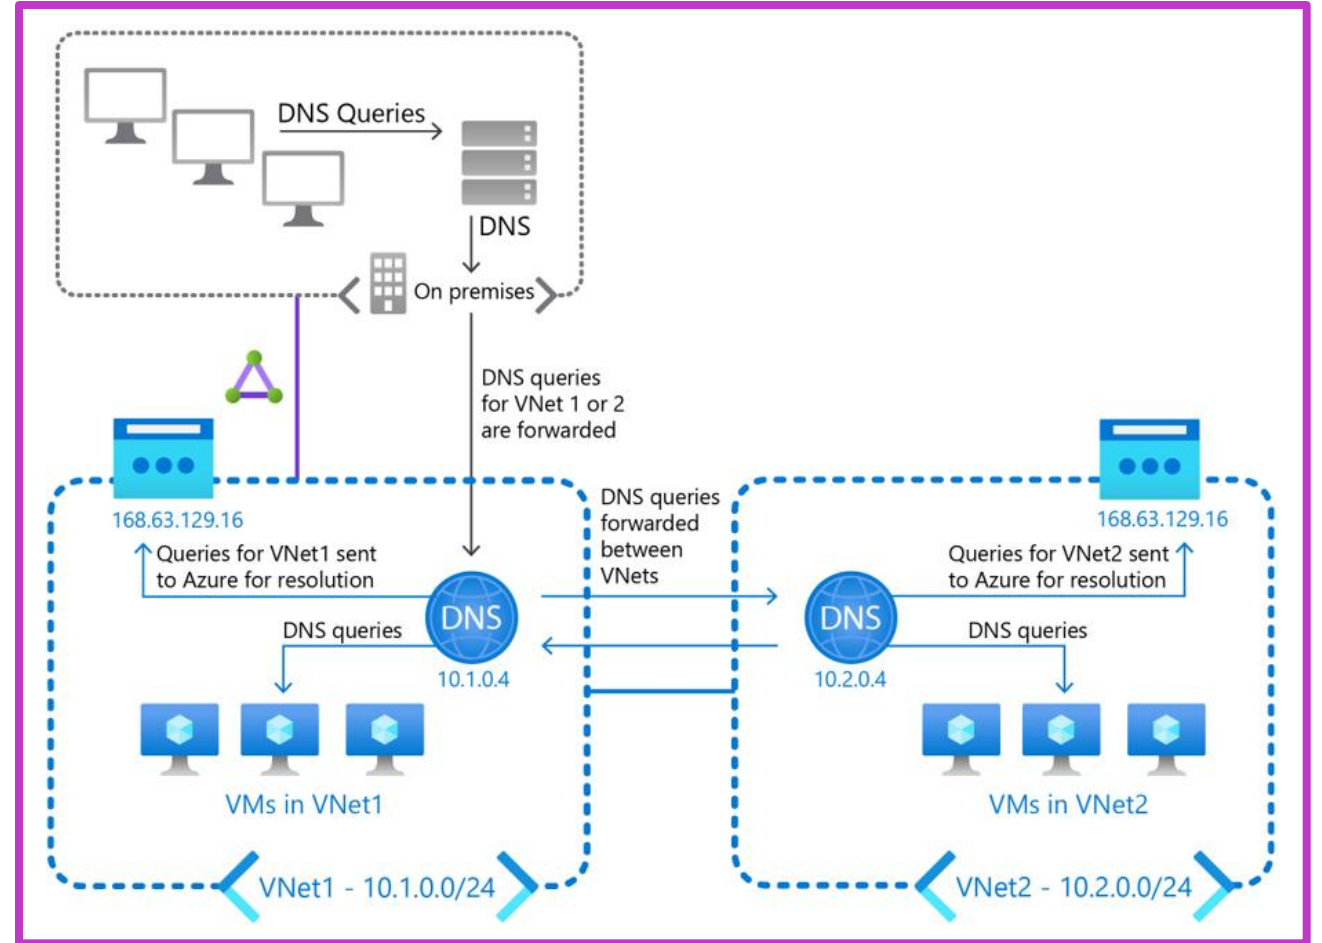 DNS Queries
DNS
On premises
DNS queries
for VNet 1 or 2
are forwarded
168.63.129.16
Queries for VNet1 sent
to Azure for resolution
DNS
DNS queries
10.1.0.4
VMs in VNet1
VNet1 - 10.1.0.0/24
DNS queries
forwarded
between
VNets
168.63.129.16
Queries for VNet2 sent
to Azure for resolution
DNS
DNS queries
10.2.0.4
VMs in VNet2
VNet2 - 10.2.0.0/24